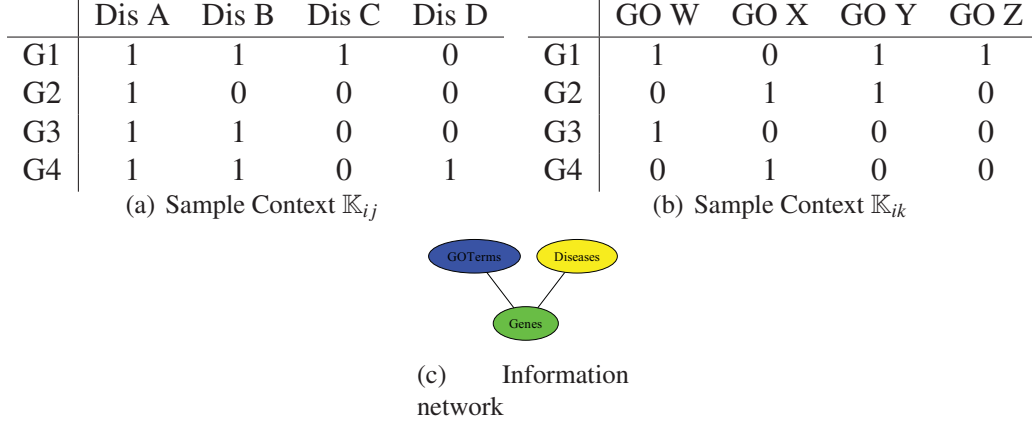 Dis A Dis B Dis C Dis D GO W GO X GO Y GO Z
G1 1 1 1 0 G1 1 0 1 1
G2 1 0 0 0 G2 0 1 1 0
G3 1 1 0 0 G3 1 0 0 0
G4 1 1 0 1 G4 0 1 0 0
(a) Sample Context 𝕂ij (b) Sample Context 𝕂ik
GOTerms Diseases
Genes
(c) Information
network